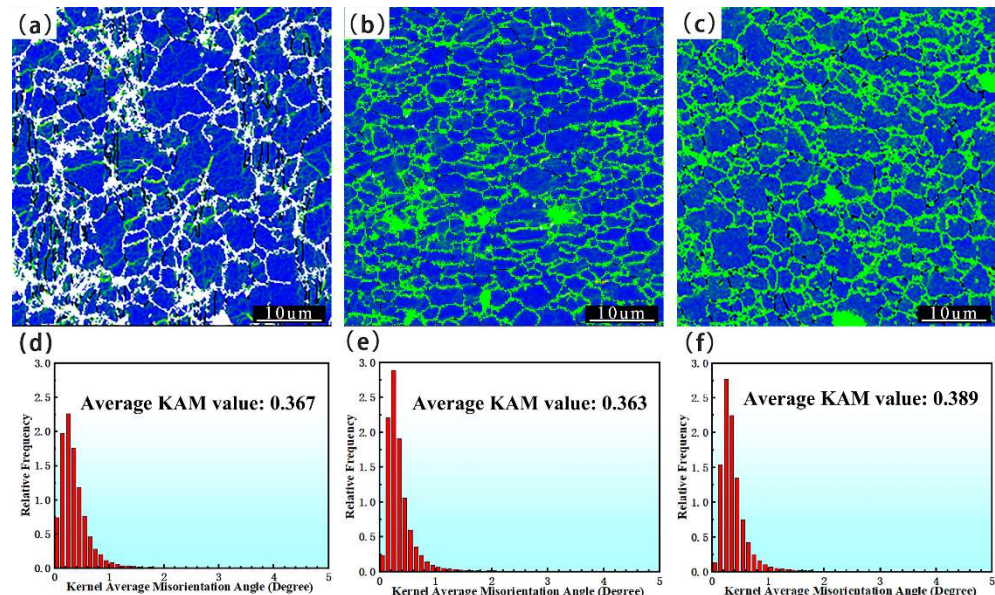 (a)
(b)
(c)
10um
10um
10um
(d)
(e)
(f)
3.0
2.5
2.0
1.5
1.0
0.5
0.0
Relative Frequency
Average KAM value: 0.367
0
1
2
3
4
5
Kernel Average Misorientation Angle (Degree)
3.0
2.5
2.0
1.5
1.0
0.5
0.0
Relative Frequency
Average KAM value: 0.363
0
1
2
3
4
5
Kernel Average Misorientation Angle (Degree)
3.0
2.5
2.0
1.5
1.0
0.5
0.0
Relative Frequency
Average KAM value: 0.389
0
1
2
3
4
5
Kernel Average Misorientation Angle (Degree)